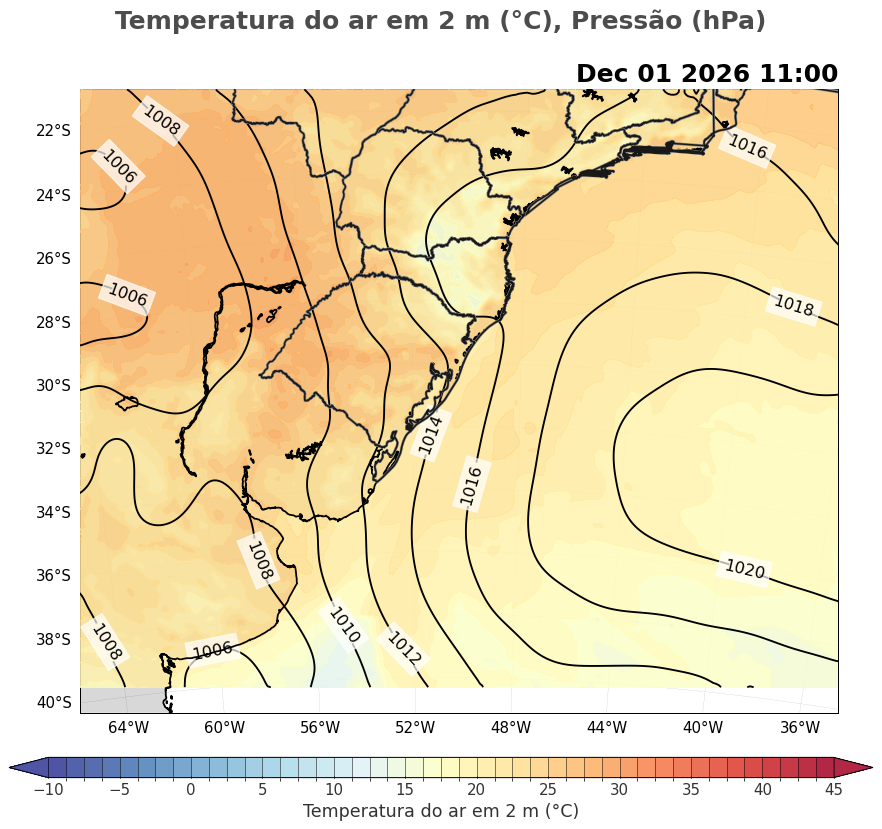 Temperatura do ar em 2 m (°C), Pressão (hPa)
Dec 01 2026 11:00
22°S
24°S
26°S
28°S
30°S
32°S
34°S
36°S
38°S
40°S
1008
1006
1006
1016
1018
1014
1016
1020
1008
1010
1012
1008
1006
64°W 60°W 56°W 52°W 48°W 44°W 40°W 36°W
−10 −5 0 5 10 15 20 25 30 35 40 45
Temperatura do ar em 2 m (°C)